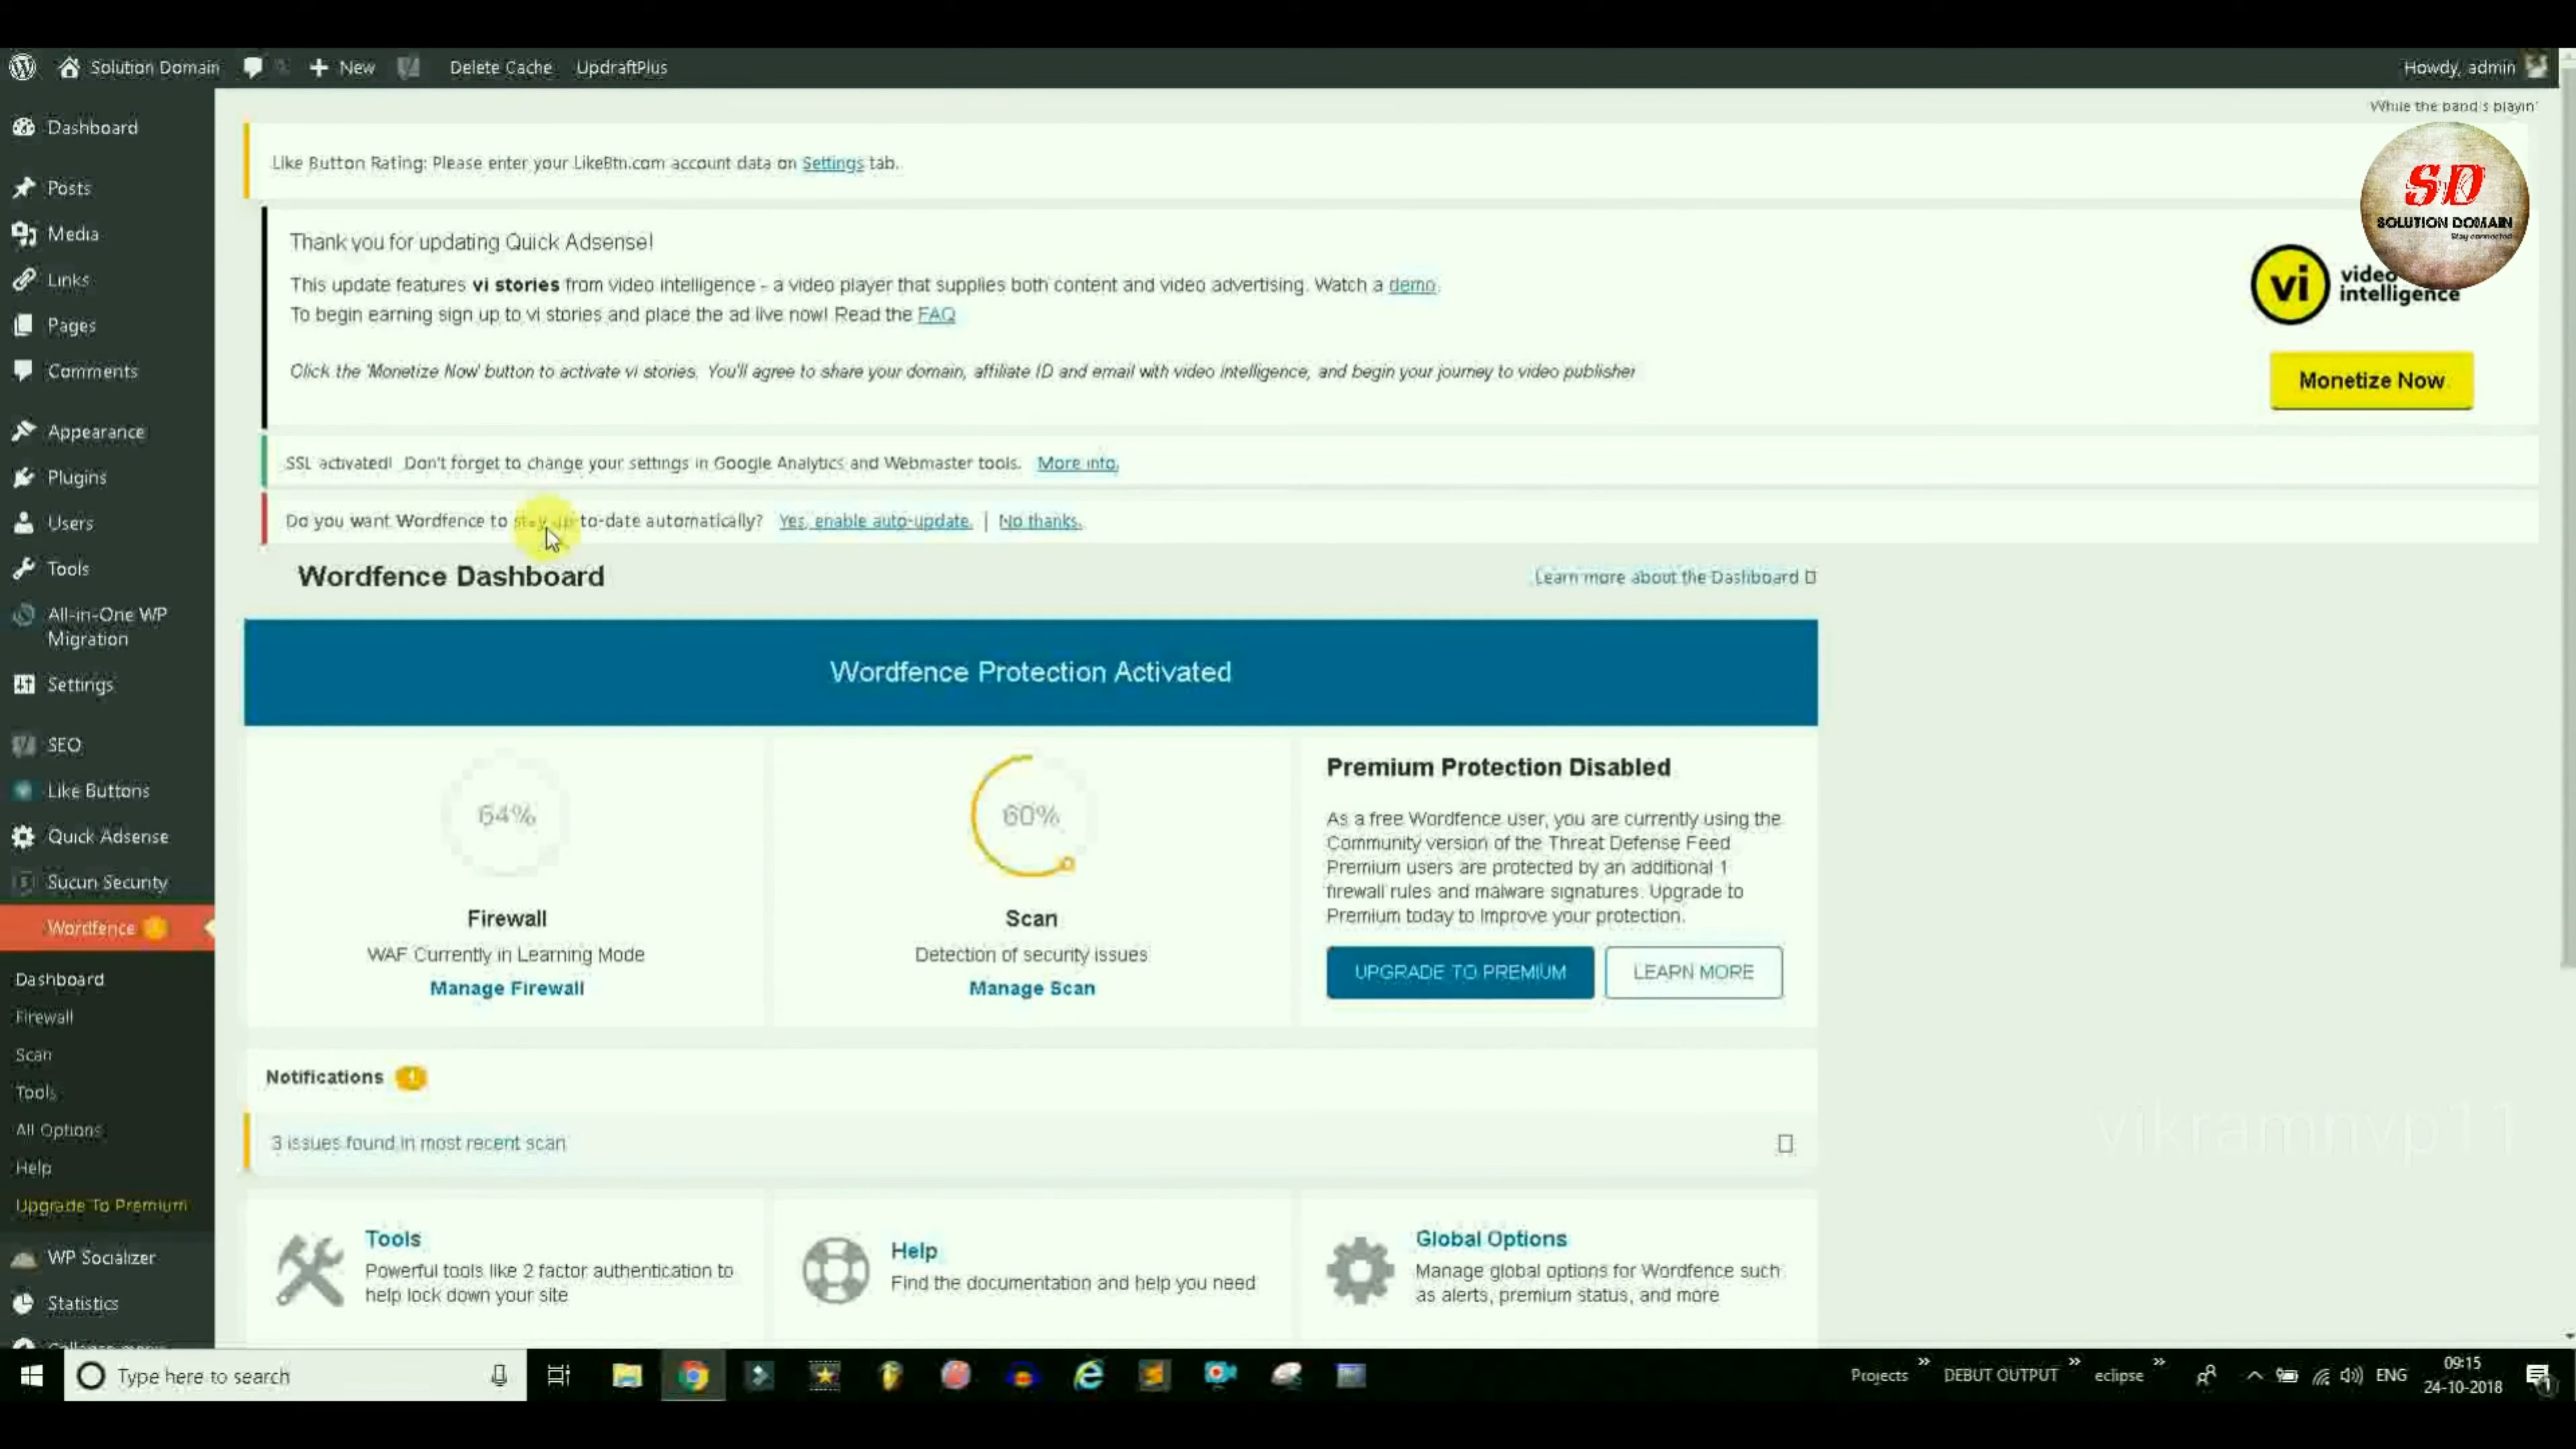 Solution Domain
New
Delete Cache
UpdraftPlus
Howdy, admin
While the band's playin'
Dashboard
Posts
Media
Links
Pages
Comments
Appearance
Plugins
Users
Tools
All-in-One WP
Migration
Settings
SEO
Like Buttons
Quick Adsense
Sucuri Security
Wordfence
Dashboard
Firewall
Scan
Tools
All Options
Help
Upgrade To Premium
WP Socializer
Statistics
Like Button Rating: Please enter your LikeBtn.com account data on Settings tab.
SD
SOLUTION DOMAIN
Stay connected
Thank you for updating Quick Adsense!
This update features vi stories from video intelligence - a video player that supplies both content and video advertising. Watch a demo.
To begin earning sign up to vi stories and place the ad live now! Read the FAQ
Click the 'Monetize Now' button to activate vi stories. You'll agree to share your domain, affiliate ID and email with video intelligence, and begin your journey to video publisher
vi
video
intelligence
Monetize Now
SSL activated! Don't forget to change your settings in Google Analytics and Webmaster tools. More info.
Do you want Wordfence to stay up-to-date automatically? Yes, enable auto-update. | No thanks.
Wordfence Dashboard
Learn more about the Dashboard
Wordfence Protection Activated
64%
Firewall
WAF Currently in Learning Mode
Manage Firewall
60%
Scan
Detection of security issues
Manage Scan
Premium Protection Disabled
As a free Wordfence user, you are currently using the
Community version of the Threat Defense Feed
Premium users are protected by an additional 1
firewall rules and malware signatures. Upgrade to
Premium today to improve your protection.
UPGRADE TO PREMIUM
LEARN MORE
Notifications
3 issues found in most recent scan
vikramnvp11
Tools
Powerful tools like 2 factor authentication to
help lock down your site
Help
Find the documentation and help you need
Global Options
Manage global options for Wordfence such
as alerts, premium status, and more
Type here to search
Projects
DEBUT OUTPUT
eclipse
ENG
09:15
24-10-2018